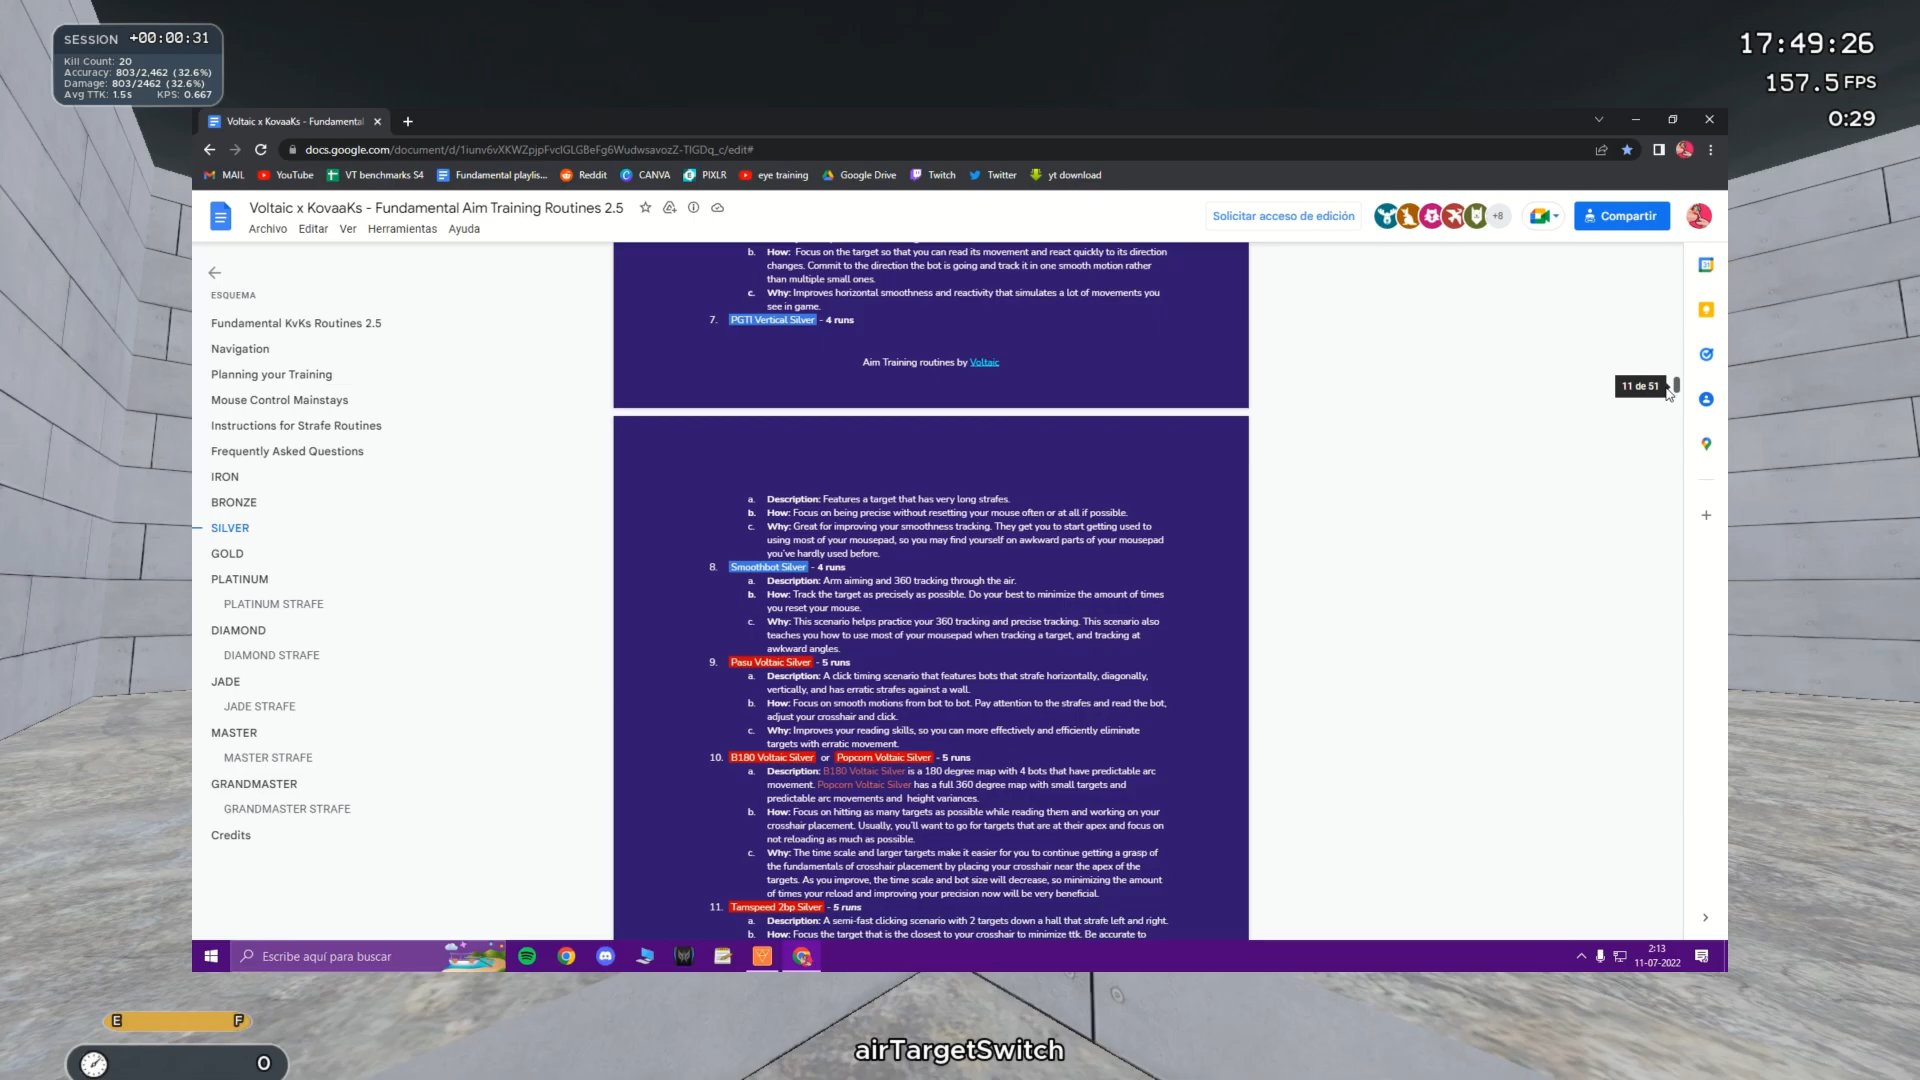 SESSION +00:00:31
Kill Count: 20
Accuracy: 803/2,462 (32.6%)
Damage: 803/2462 (32.6%)
Avg TTK: 1.5s KPS: 0.667
17:49:26
157.5 FPS
0:29
Voltaic x KovaaKs - Fundamental
docs.google.com/document/d/1iunv6vXKWZpjpFvcIGLGBeFg6WudwsavozZ-TIGDq_c/edit#
MAIL YouTube VT benchmarks S4 Fundamental playlis... Reddit CANVA PIXLR eye training Google Drive Twitch Twitter yt download
Voltaic x KovaaKs - Fundamental Aim Training Routines 2.5
Solicitar acceso de edición
+8
Compartir
Archivo Editar Ver Herramientas Ayuda
ESQUEMA
Fundamental KvKs Routines 2.5
Navigation
Planning your Training
Mouse Control Mainstays
Instructions for Strafe Routines
Frequently Asked Questions
IRON
BRONZE
SILVER
GOLD
PLATINUM
PLATINUM STRAFE
DIAMOND
DIAMOND STRAFE
JADE
JADE STRAFE
MASTER
MASTER STRAFE
GRANDMASTER
GRANDMASTER STRAFE
Credits
b. How: Focus on the target so that you can read its movement and react quickly to its direction
changes. Commit to the direction the bot is going and track it in one smooth motion rather
than multiple small ones.
c. Why: Improves horizontal smoothness and reactivity that simulates a lot of movements you
see in game.
7. PGTI Vertical Silver - 4 runs
Aim Training routines by Voltaic
11 de 51
a. Description: Features a target that has very long strafes.
b. How: Focus on being precise without resetting your mouse often or at all if possible.
c. Why: Great for improving your smoothness tracking. They get you to start getting used to
using most of your mousepad, so you may find yourself on awkward parts of your mousepad
you've hardly used before.
8. Smoothbot Silver - 4 runs
a. Description: Arm aiming and 360 tracking through the air.
b. How: Track the target as precisely as possible. Do your best to minimize the amount of times
you reset your mouse.
c. Why: This scenario helps practice your 360 tracking and precise tracking. This scenario also
teaches you how to use most of your mousepad when tracking a target, and tracking at
awkward angles.
9. Pasu Voltaic Silver - 5 runs
a. Description: A click timing scenario that features bots that strafe horizontally, diagonally,
vertically, and has erratic strafes against a wall.
b. How: Focus on smooth motions from bot to bot. Pay attention to the strafes and read the bot,
adjust your crosshair and click.
c. Why: Improves your reading skills, so you can more effectively and efficiently eliminate
targets with erratic movement.
10. B180 Voltaic Silver or Popcorn Voltaic Silver - 5 runs
a. Description: B180 Voltaic Silver is a 180 degree map with 4 bots that have predictable arc
movement. Popcorn Voltaic Silver has a full 360 degree map with small targets and
predictable arc movements and height variances.
b. How: Focus on hitting as many targets as possible while reading them and working on your
crosshair placement. Usually, you'll want to go for targets that are at their apex and focus on
not reloading as much as possible.
c. Why: The time scale and larger targets make it easier for you to continue getting a grasp of
the fundamentals of crosshair placement by placing your crosshair near the apex of the
targets. As you improve, the time scale and bot size will decrease, so minimizing the amount
of times your reload and improving your precision now will be very beneficial.
11. Tamspeed 2bp Silver - 5 runs
a. Description: A semi-fast clicking scenario with 2 targets down a hall that strafe left and right.
b. How: Focus the target that is the closest to your crosshair to minimize ttk. Be accurate to
Escribe aquí para buscar
2:13
11-07-2022
E F
0
airTargetSwitch